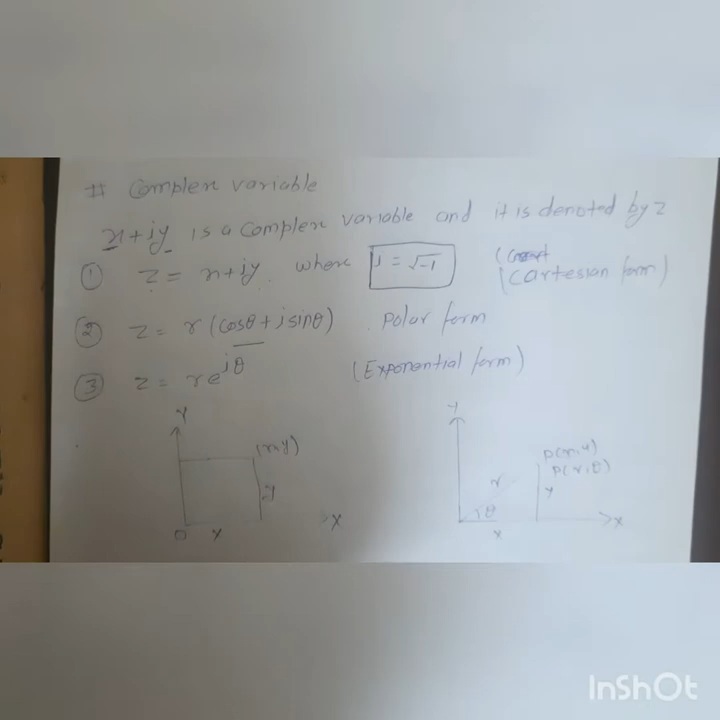 # Complex variable
x+iy is a complex variable and it is denoted by z
① z = x+iy. where i = √-1 (Cartesian form)
② z = r (cosθ + i sinθ). Polar form
③ z = re^iθ (Exponential form)
Y
(x,y)
y
O
X
X
Y
P(x,y)
P(r,θ)
r
y
θ
x
X
InShOt